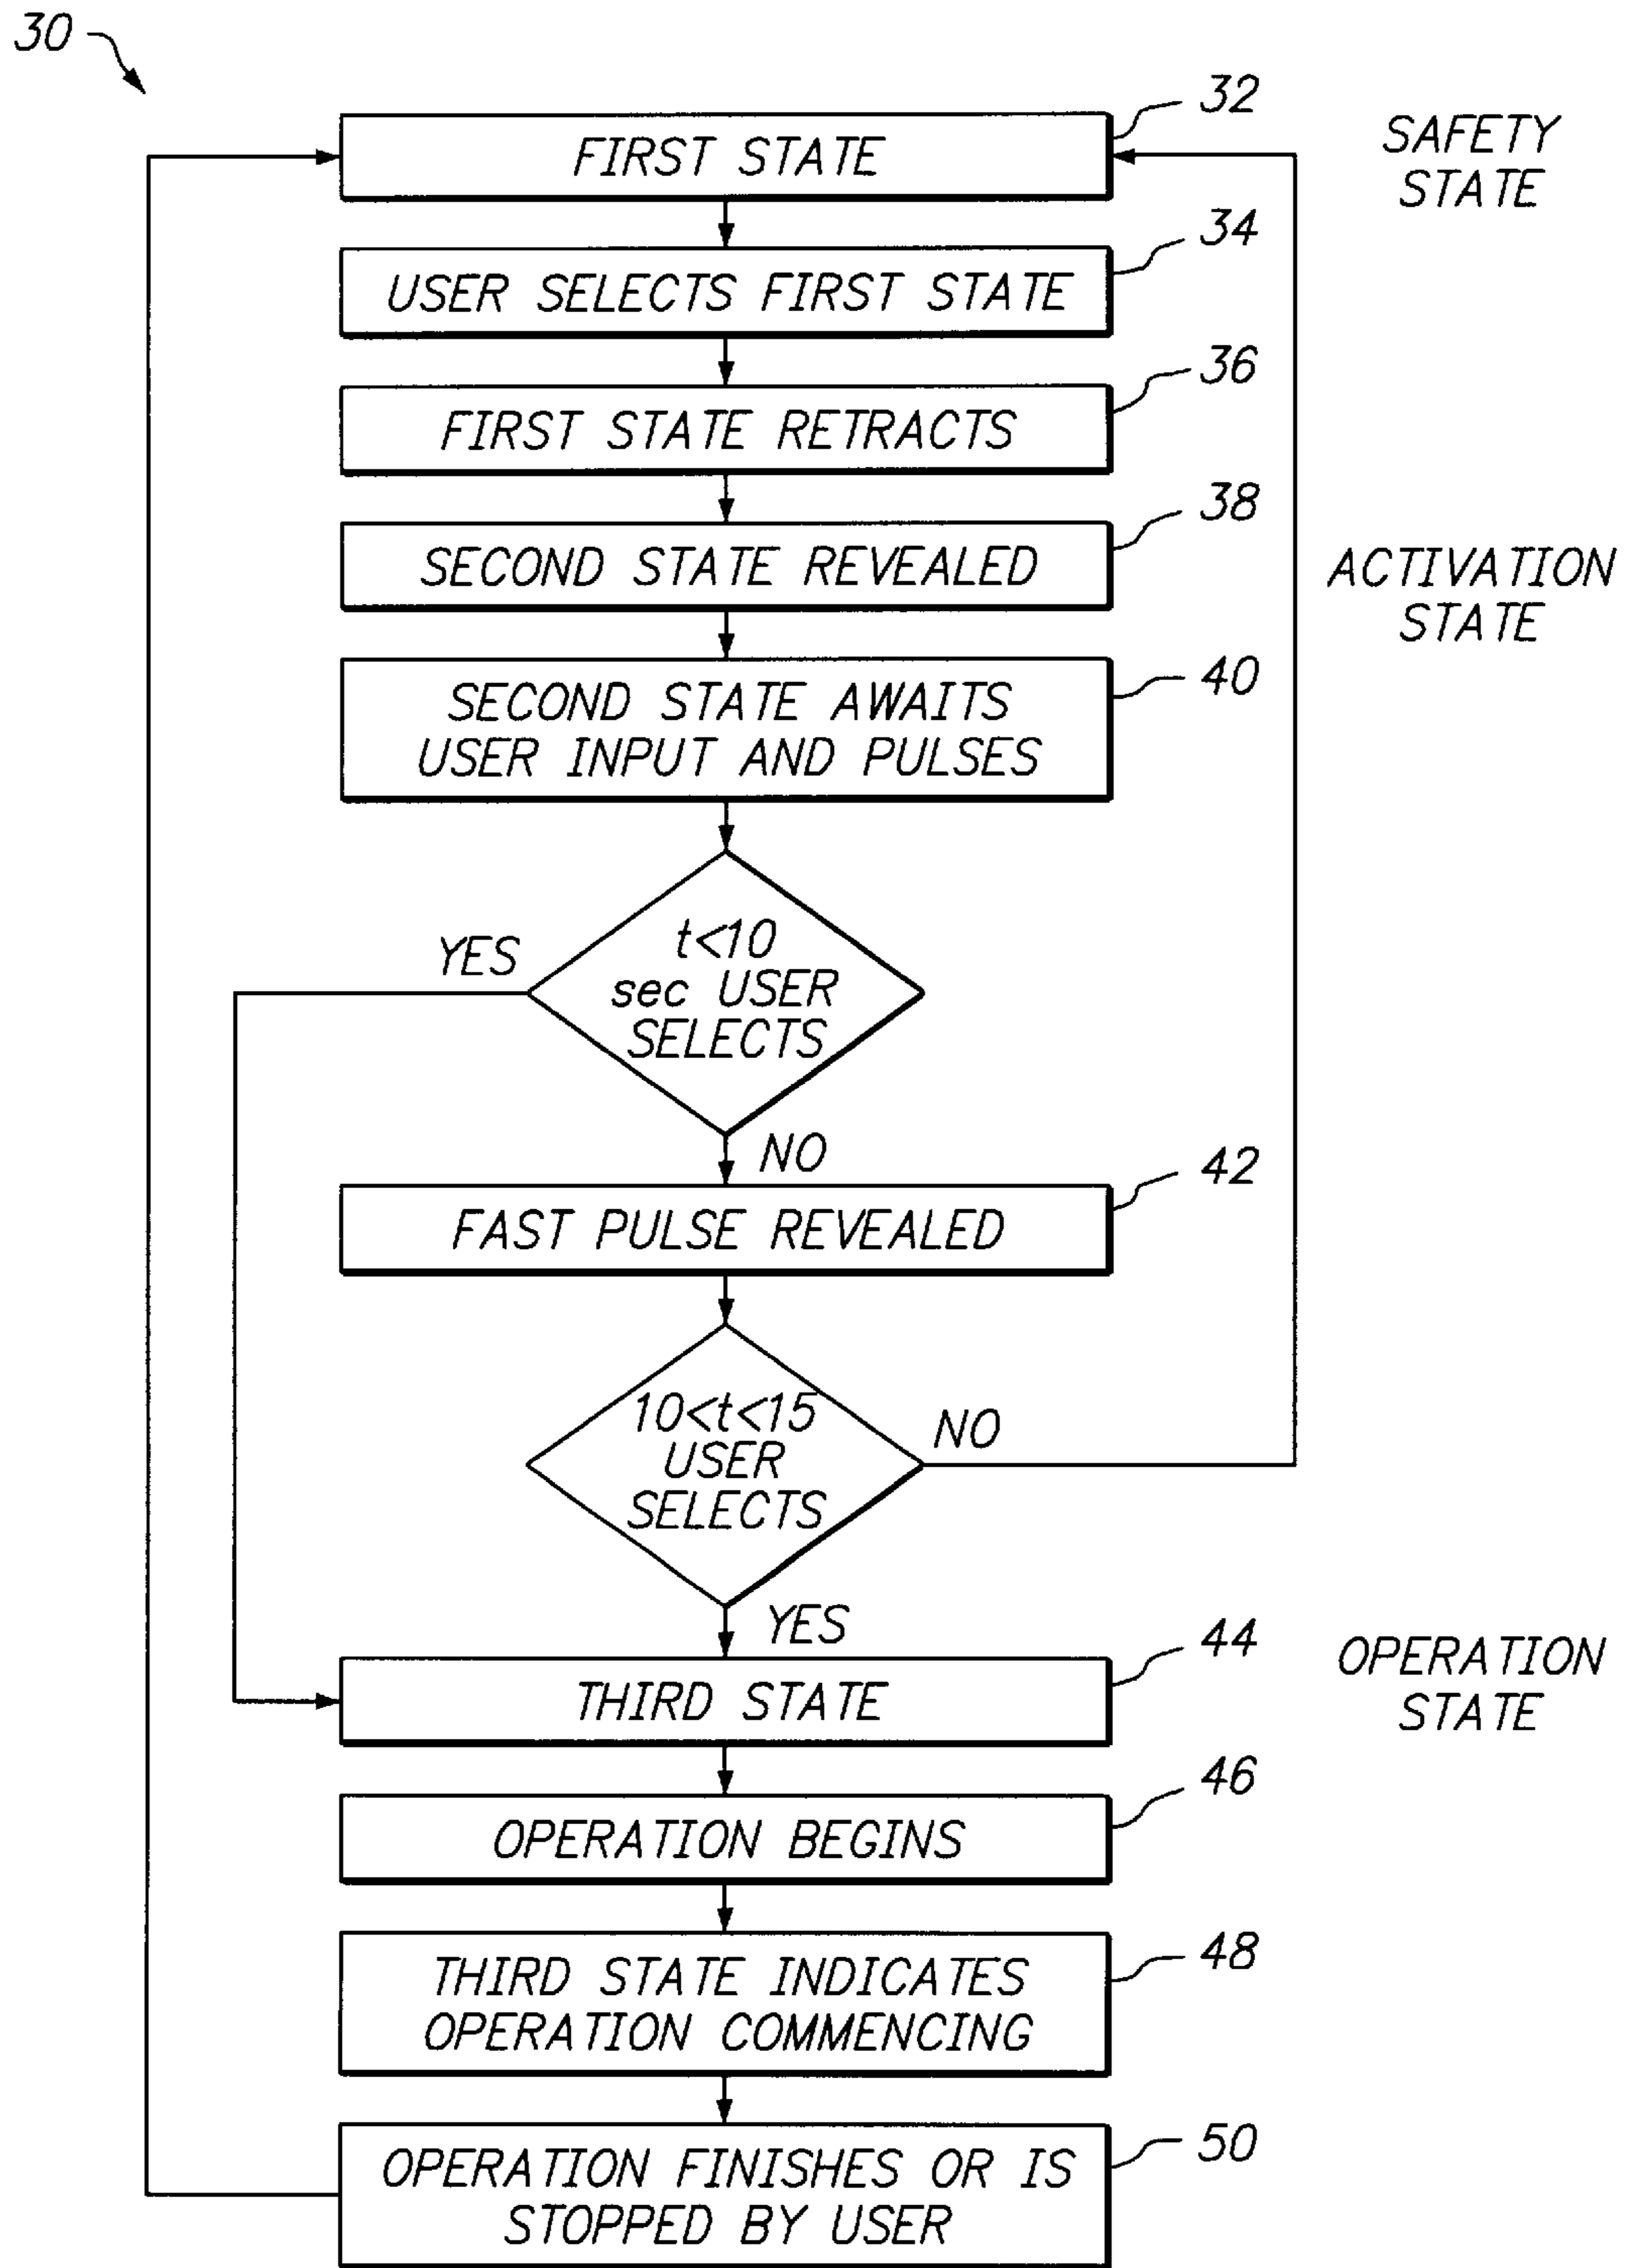 30
32
FIRST STATE
SAFETY
STATE
34
USER SELECTS FIRST STATE
36
FIRST STATE RETRACTS
38
SECOND STATE REVEALED
ACTIVATION
STATE
40
SECOND STATE AWAITS
USER INPUT AND PULSES
YES
t<10
sec USER
SELECTS
NO
42
FAST PULSE REVEALED
10<t<15
USER
SELECTS
NO
YES
44
THIRD STATE
OPERATION
STATE
46
OPERATION BEGINS
48
THIRD STATE INDICATES
OPERATION COMMENCING
50
OPERATION FINISHES OR IS
STOPPED BY USER